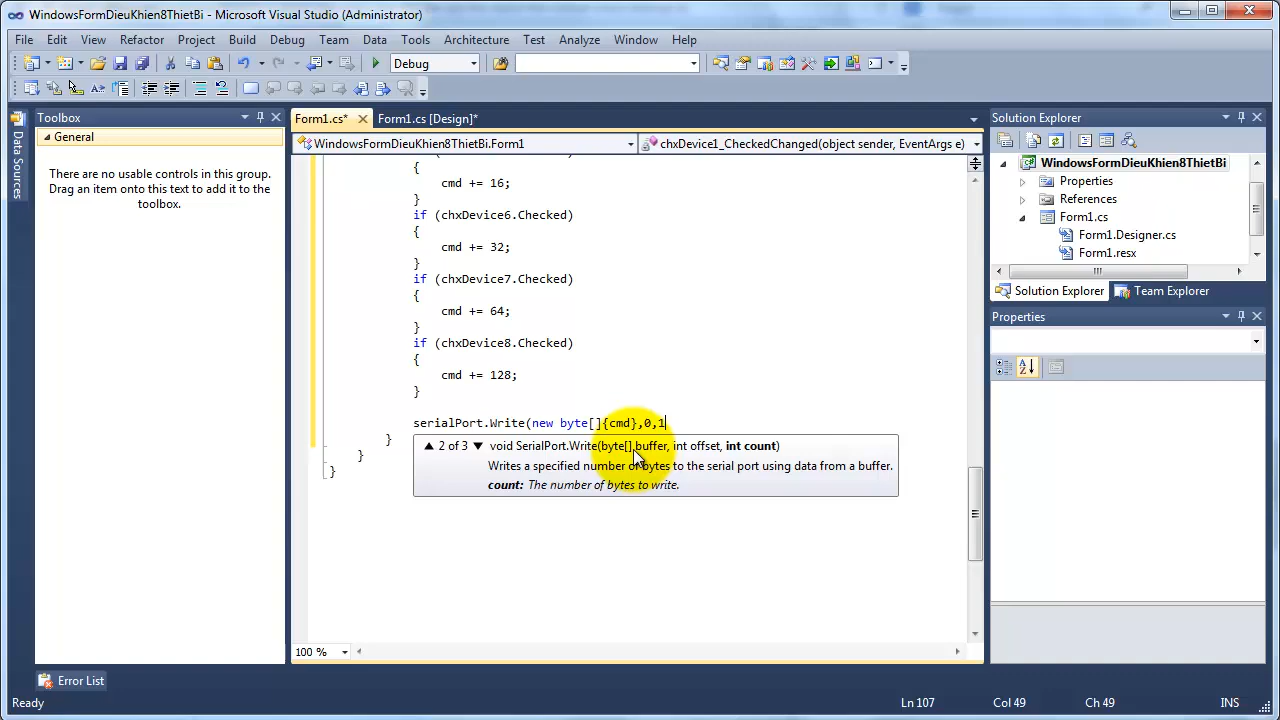 WindowsFormDieuKhien8ThietBi - Microsoft Visual Studio (Administrator)
File Edit View Refactor Project Build Debug Team Data Tools Architecture Test Analyze Window Help
Debug
Toolbox
General
There are no usable controls in this group.
Drag an item onto this text to add it to the
toolbox.
Data Sources
Form1.cs*
Form1.cs [Design]*
WindowsFormDieuKhien8ThietBi.Form1
chxDevice1_CheckedChanged(object sender, EventArgs e)
{
cmd += 16;
}
if (chxDevice6.Checked)
{
cmd += 32;
}
if (chxDevice7.Checked)
{
cmd += 64;
}
if (chxDevice8.Checked)
{
cmd += 128;
}
serialPort.Write(new byte[]{cmd},0,1
}
}
}
2 of 3 void SerialPort.Write(byte[] buffer, int offset, int count)
Writes a specified number of bytes to the serial port using data from a buffer.
count: The number of bytes to write.
100 %
Solution Explorer
WindowsFormDieuKhien8ThietBi
Properties
References
Form1.cs
Form1.Designer.cs
Form1.resx
Solution Explorer
Team Explorer
Properties
Error List
Ready
Ln 107
Col 49
Ch 49
INS